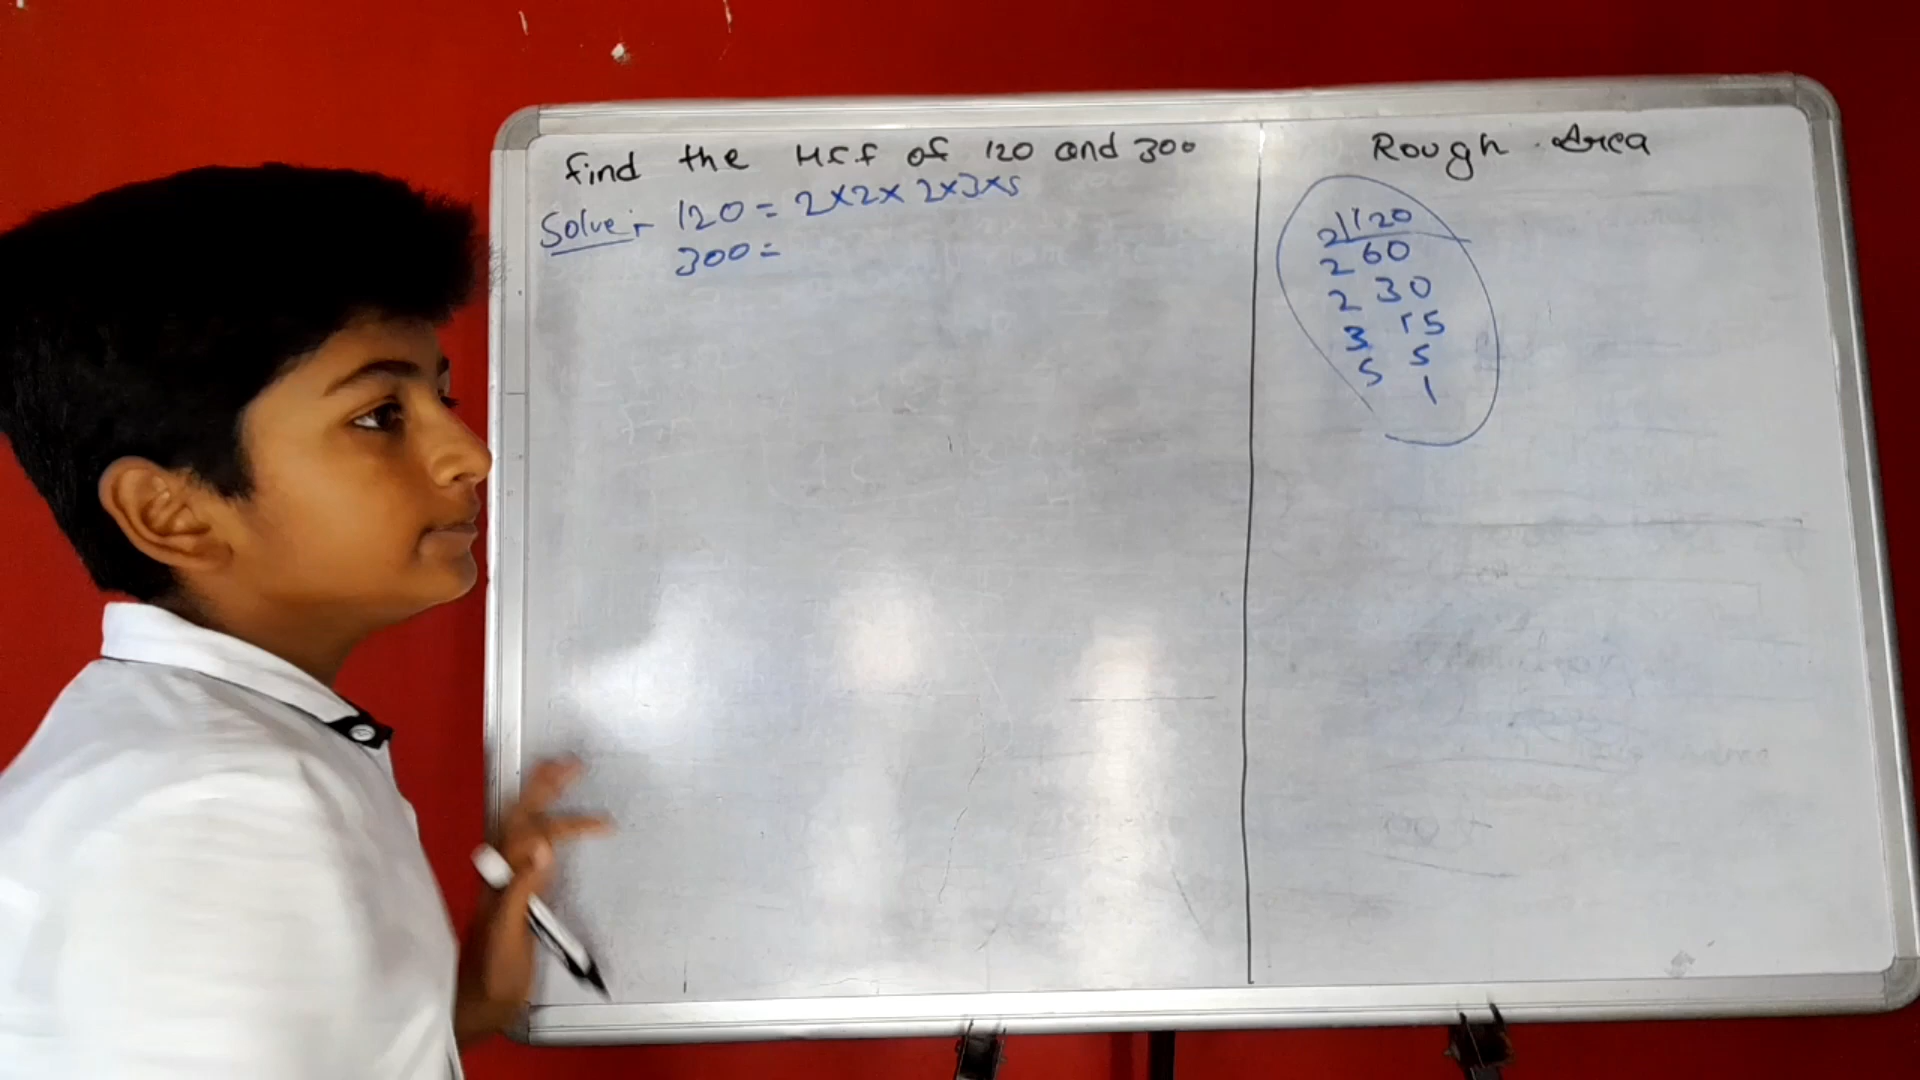 find the H.C.F of 120 and 300
Solve:- 120 = 2×2×2×3×5
300 =
Rough Area
2|120
2 60
2 30
3 15
5 5
1